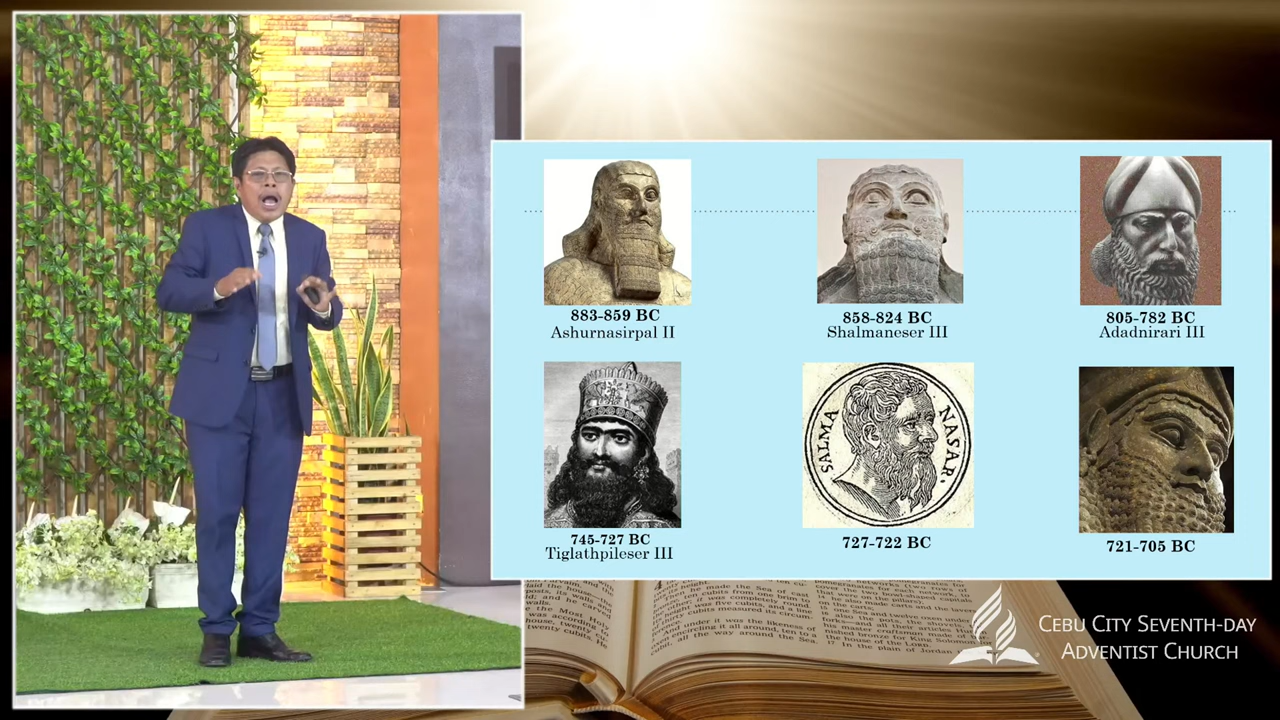 883-859 BC
Ashurnasirpal II
858-824 BC
Shalmaneser III
805-782 BC
Adadnirari III
745-727 BC
Tiglathpileser III
SALMA NASAR.
727-722 BC
721-705 BC
CEBU CITY SEVENTH-DAY
ADVENTIST CHURCH